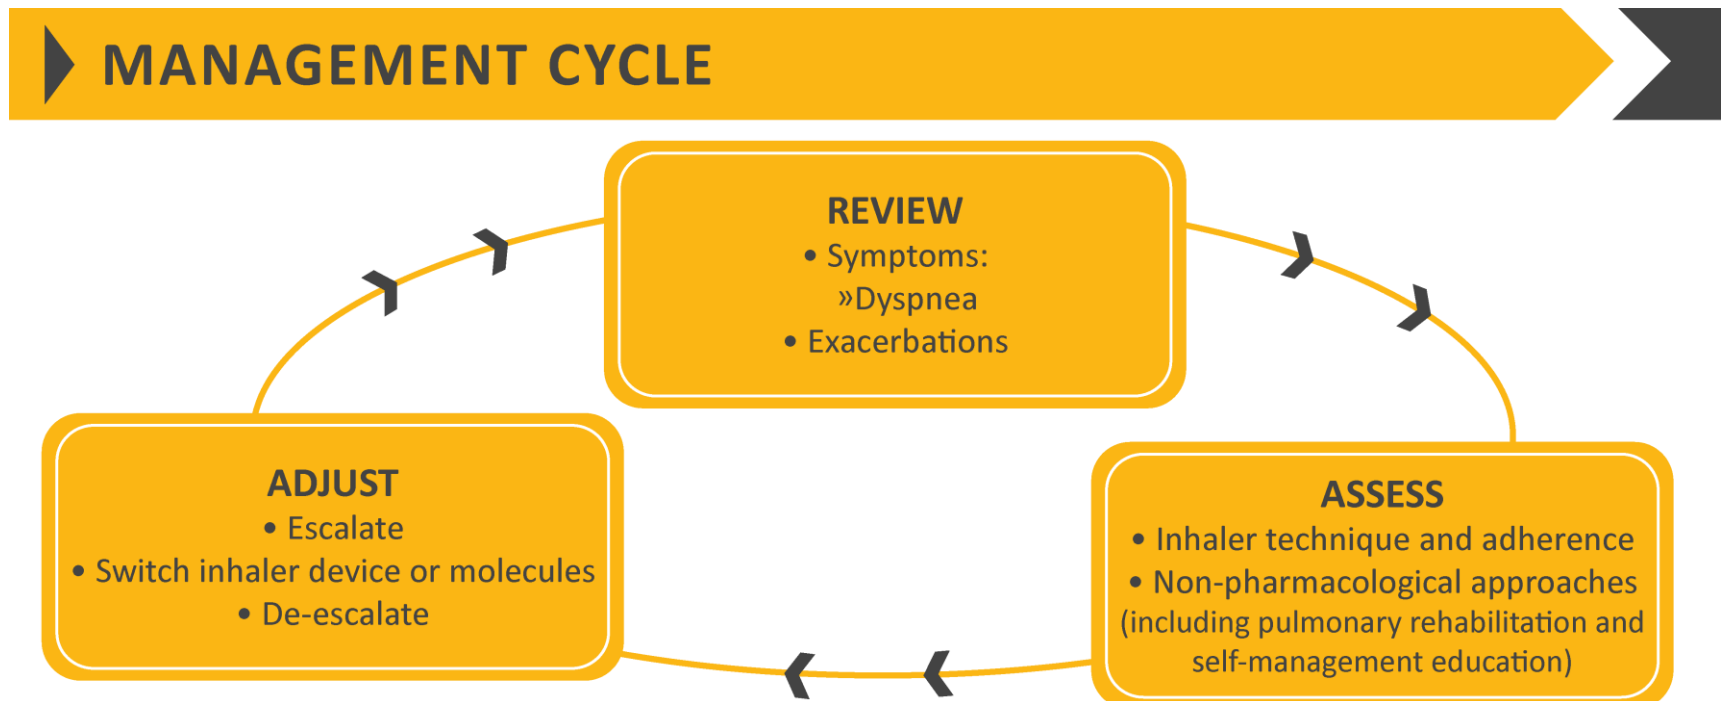 MANAGEMENT CYCLE
REVIEW
• Symptoms:
»Dyspnea
• Exacerbations
ADJUST
• Escalate
• Switch inhaler device or molecules
• De-escalate
ASSESS
• Inhaler technique and adherence
• Non-pharmacological approaches
(including pulmonary rehabilitation and
self-management education)